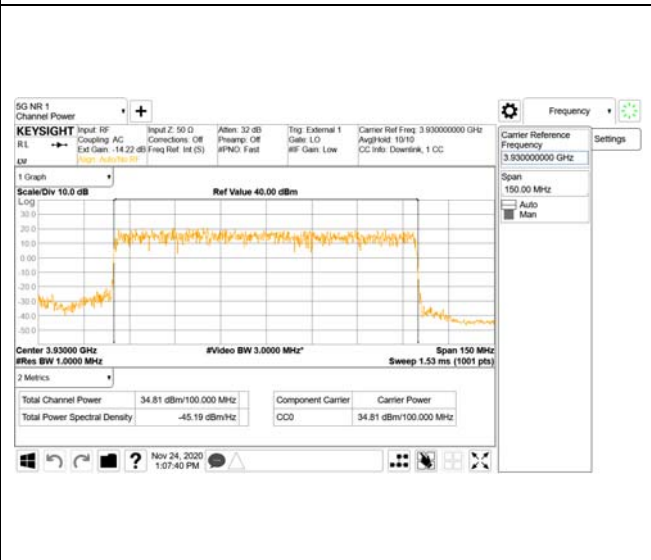 5G NR 1
Channel Power
Frequency
KEYSIGHT
RL
Input: RF
Coupling: AC
Ext Gain: -14.22 dB
Align: Auto/No RF
Input Z: 50 Ω
Corrections: Off
Freq Ref: Int (S)
Atten: 32 dB
Preamp: Off
#PNO: Fast
Trig: External 1
Gate: LO
#IF Gain: Low
Carrier Ref Freq: 3.930000000 GHz
Avg|Hold: 10/10
CC Info: Downlink, 1 CC
Carrier Reference
Frequency
3.930000000 GHz
Settings
Span
150.00 MHz
Auto
Man
1 Graph
Scale/Div 10.0 dB
Ref Value 40.00 dBm
Log
30.0
20.0
10.0
0.00
-10.0
-20.0
-30.0
-40.0
-50.0
Center 3.93000 GHz
#Video BW 3.0000 MHz*
Span 150 MHz
#Res BW 1.0000 MHz
Sweep 1.53 ms (1001 pts)
2 Metrics
Total Channel Power 34.81 dBm/100.000 MHz
Total Power Spectral Density -45.19 dBm/Hz
Component Carrier Carrier Power
CC0 34.81 dBm/100.000 MHz
Nov 24, 2020
1:07:40 PM